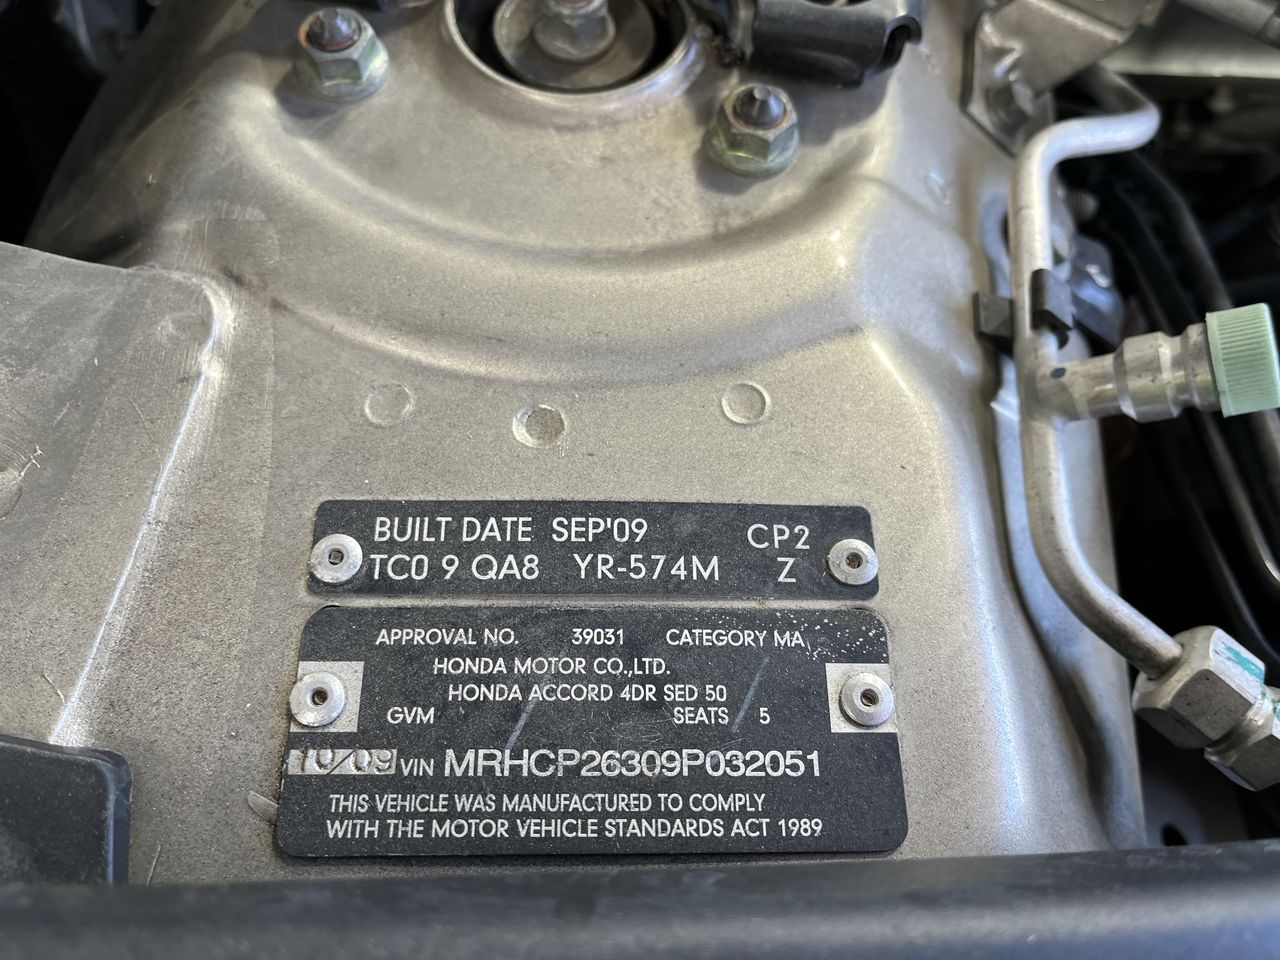 BUILT DATE SEP'09 CP2
TC0 9 QA8 YR-574M Z
APPROVAL NO. 39031 CATEGORY MA
HONDA MOTOR CO.,LTD.
HONDA ACCORD 4DR SED 50
GVM SEATS 5
10/09 VIN MRHCP26309P032051
THIS VEHICLE WAS MANUFACTURED TO COMPLY
WITH THE MOTOR VEHICLE STANDARDS ACT 1989